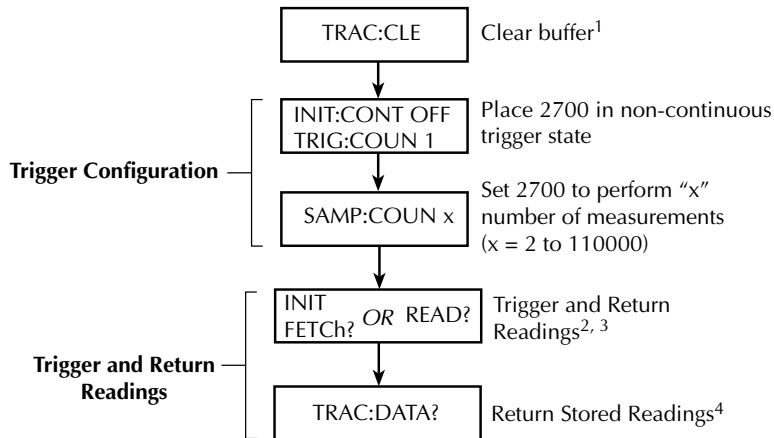 TRAC:CLE
Clear buffer1
Trigger Configuration
INIT:CONT OFF
TRIG:COUN 1
Place 2700 in non-continuous
trigger state
SAMP:COUN x
Set 2700 to perform “x”
number of measurements
(x = 2 to 110000)
Trigger and Return
Readings
INIT
FETCh?
OR
READ?
Trigger and Return
Readings2, 3
TRAC:DATA?
Return Stored Readings4